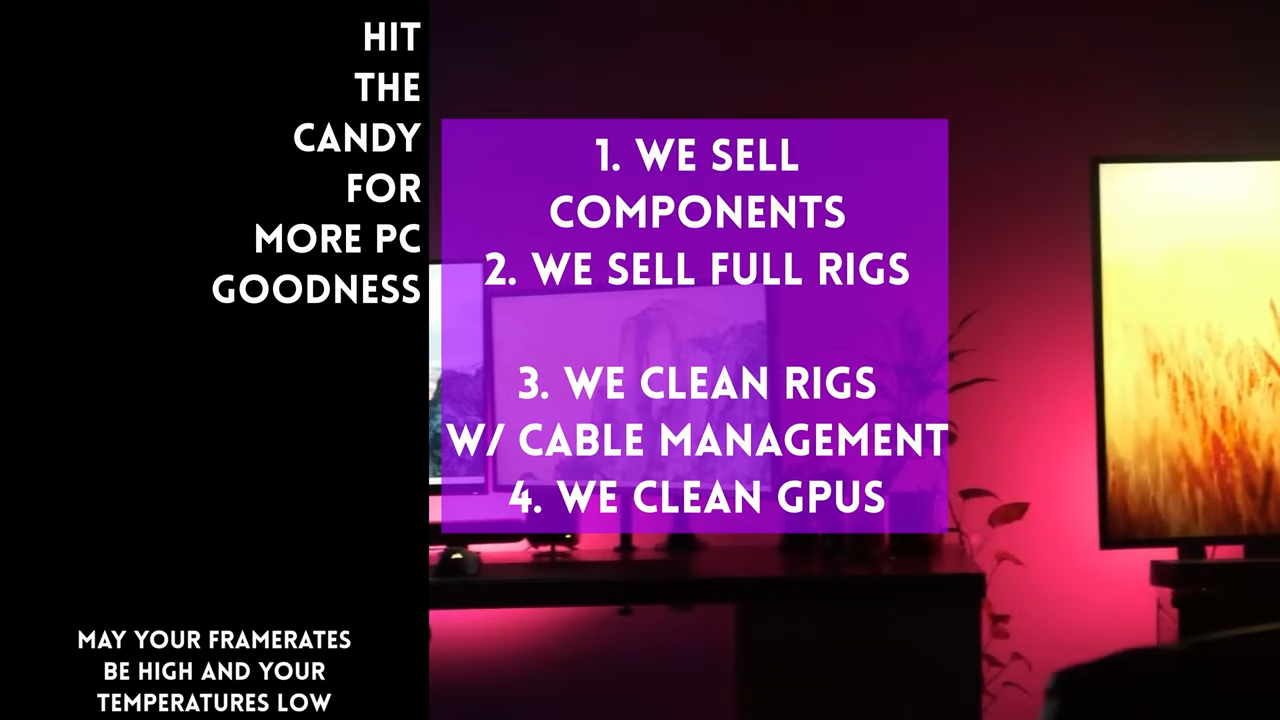 HIT
THE
CANDY
FOR
MORE PC
GOODNESS
1. WE SELL
COMPONENTS
2. WE SELL FULL RIGS
3. WE CLEAN RIGS
W/ CABLE MANAGEMENT
4. WE CLEAN GPUS
MAY YOUR FRAMERATES
BE HIGH AND YOUR
TEMPERATURES LOW